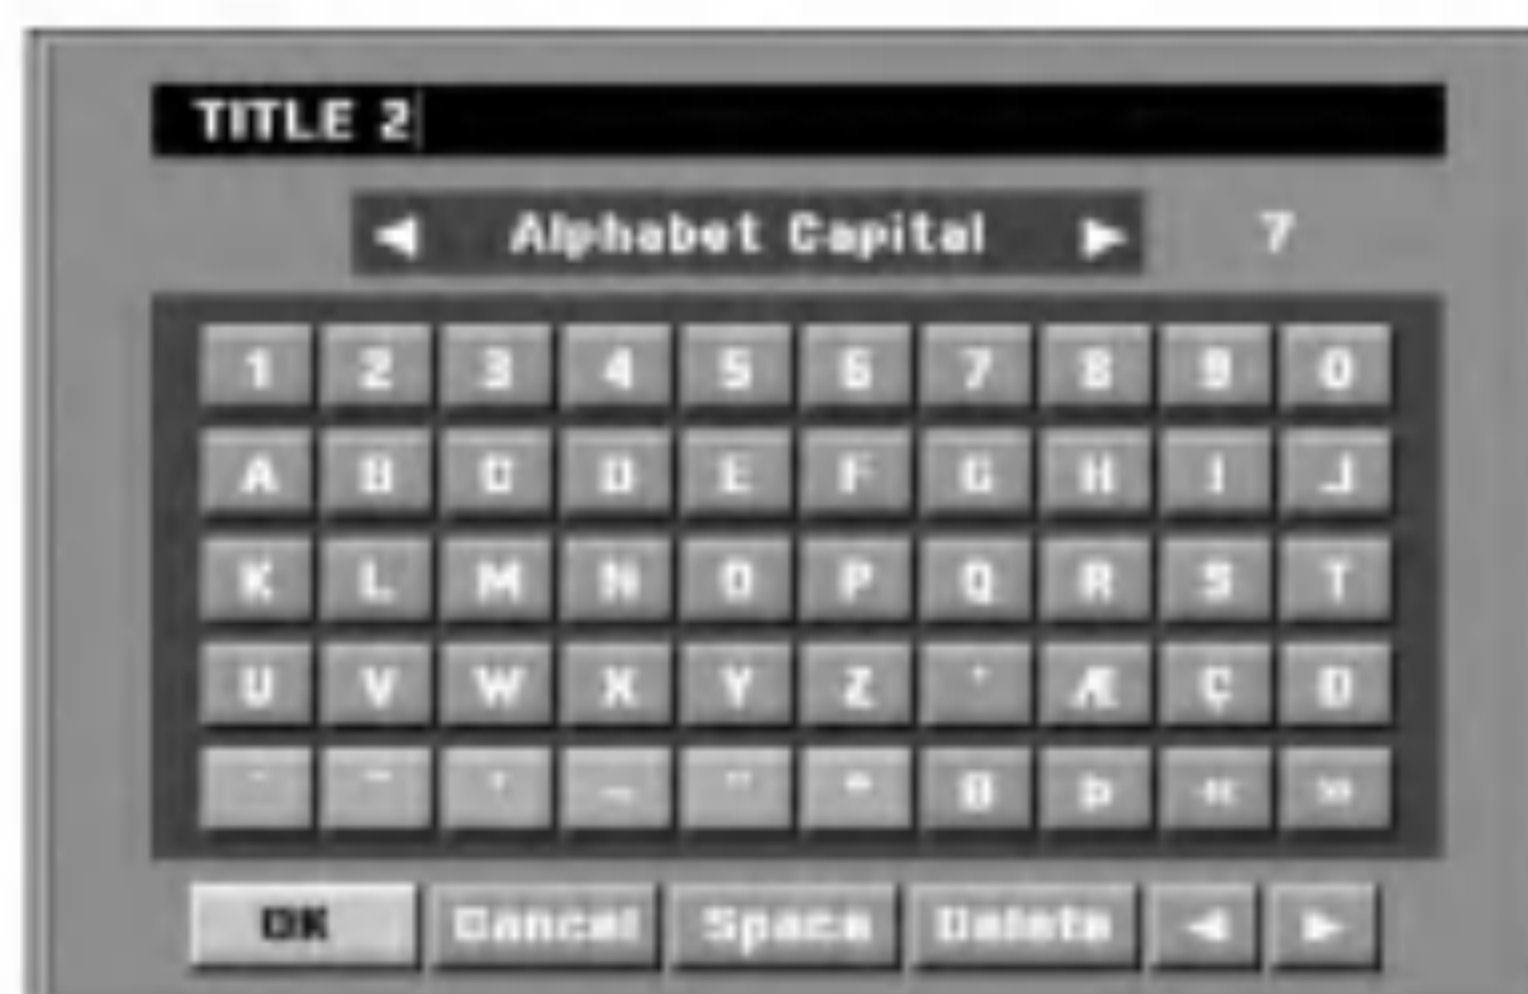 TITLE 2
◀ Alphabet Capital ▶ 7
1 2 3 4 5 6 7 8 9 0
A B C D E F G H I J
K L M N O P Q R S T
U V W X Y Z Æ Ç Ð
Þ « »
OK Cancel Space Delete ◀ ▶